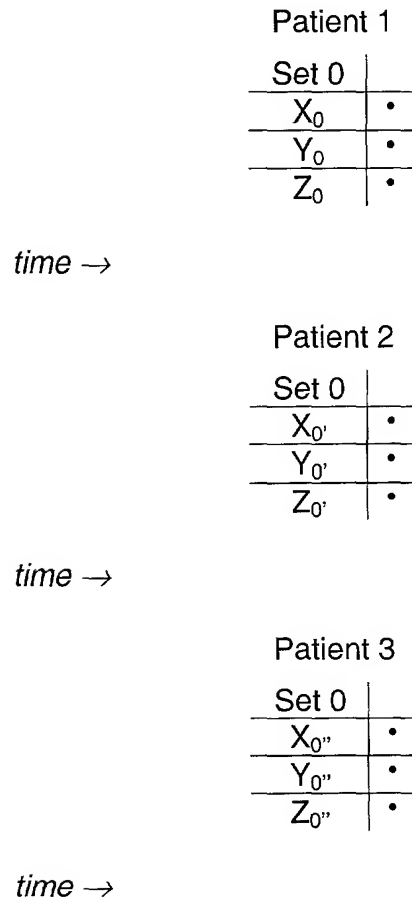 Patient 1
Set 0
X₀ •
Y₀ •
Z₀ •
time →
Patient 2
Set 0
X₀' •
Y₀' •
Z₀' •
time →
Patient 3
Set 0
X₀" •
Y₀" •
Z₀" •
time →